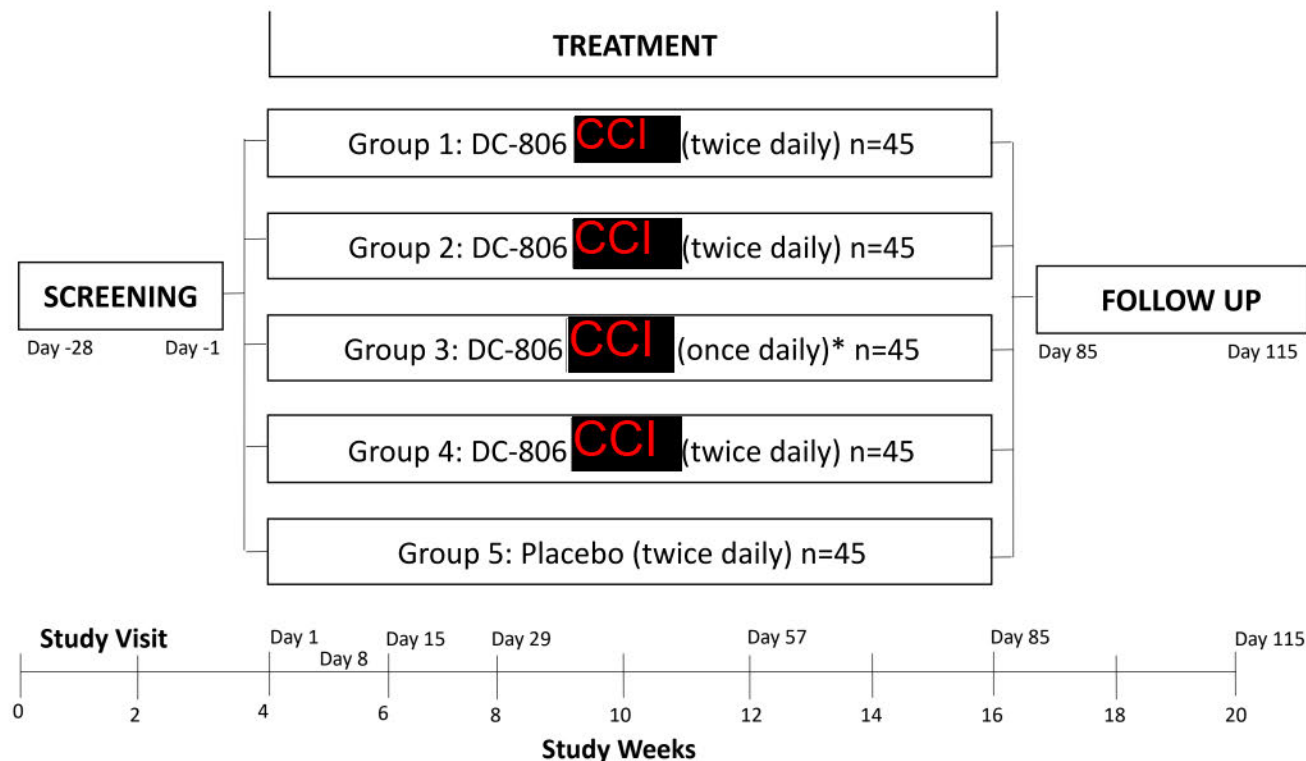 TREATMENT
Group 1: DC-806 CCI (twice daily) n=45
Group 2: DC-806 CCI (twice daily) n=45
SCREENING
Day -28 Day -1
Group 3: DC-806 CCI (once daily)* n=45
FOLLOW UP
Day 85 Day 115
Group 4: DC-806 CCI (twice daily) n=45
Group 5: Placebo (twice daily) n=45
Study Visit
Day 1 Day 15 Day 29 Day 57 Day 85 Day 115
Day 8
0 2 4 6 8 10 12 14 16 18 20
Study Weeks